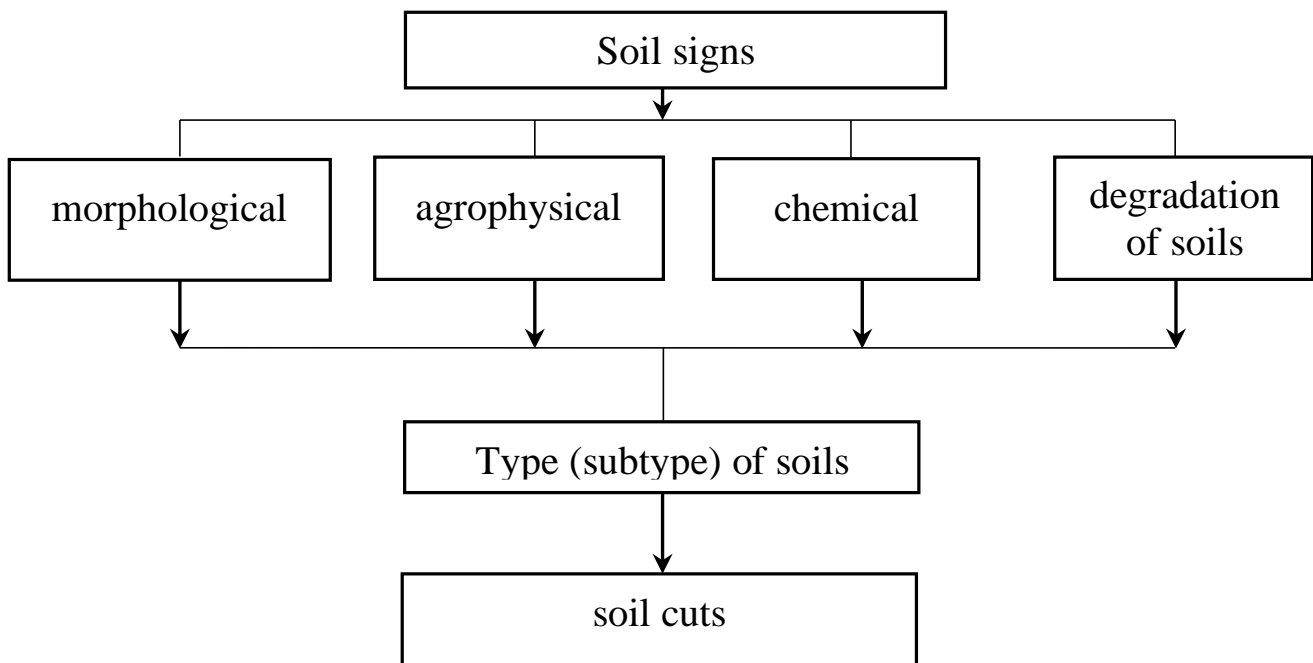 Soil signs
morphological
agrophysical
chemical
degradation
of soils
Type (subtype) of soils
soil cuts